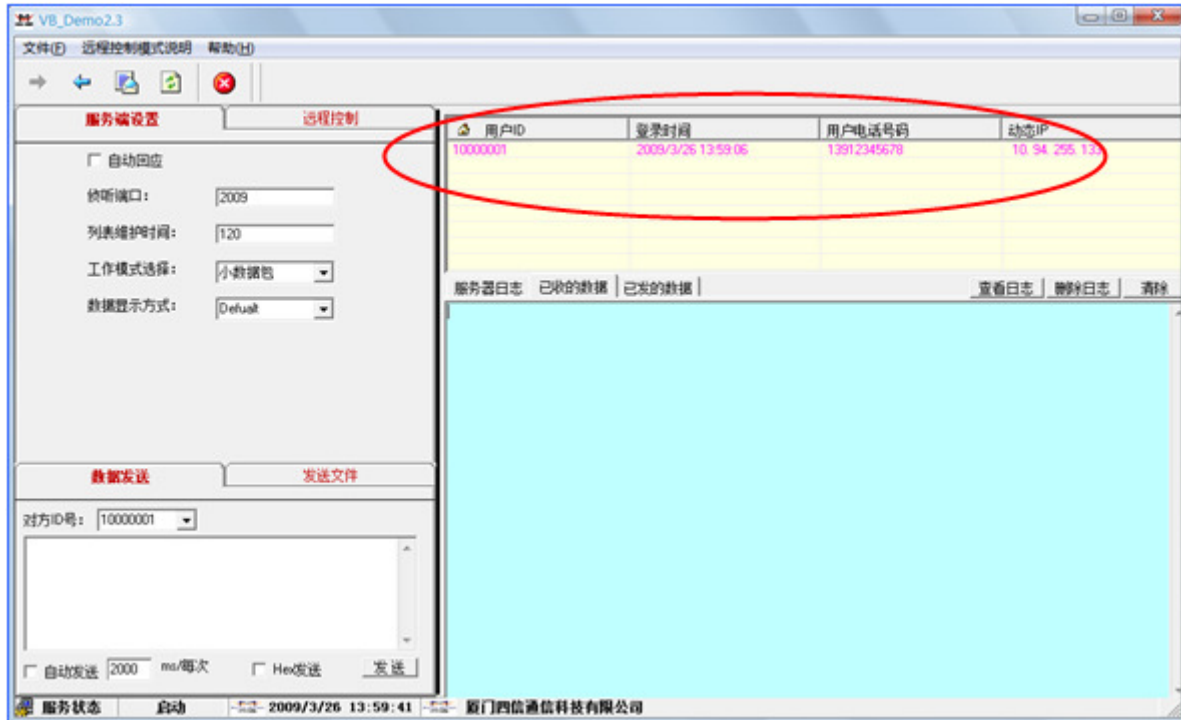 VB_Demo2.3
文件(F) 远程控制模式说明 帮助(H)
服务端设置 远程控制
自动回应
侦听端口: 2009
列表维护时间: 120
工作模式选择: 小数据包
数据显示方式: Defualt
用户ID 登录时间 用户电话号码 动态IP
10000001 2009/3/26 13:59:06 13912345678 10. 94. 255. 133
服务器日志 已收的数据 已发的数据 查看日志 删除日志 清除
数据发送 发送文件
对方ID号: 10000001
自动发送 2000 ms/每次 Hex发送 发 送
服务状态 启动 2009/3/26 13:59:41 厦门四信通信科技有限公司